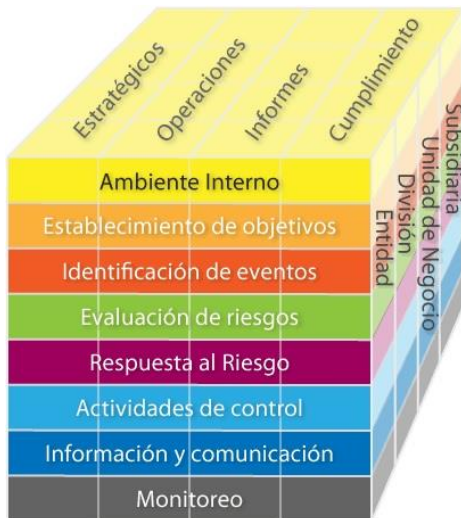 Estratégicos
Operaciones
Informes
Cumplimiento
Ambiente Interno
Establecimiento de objetivos
Identificación de eventos
Evaluación de riesgos
Respuesta al Riesgo
Actividades de control
Información y comunicación
Monitoreo
Entidad
División
Unidad de Negocio
Subsidiaria